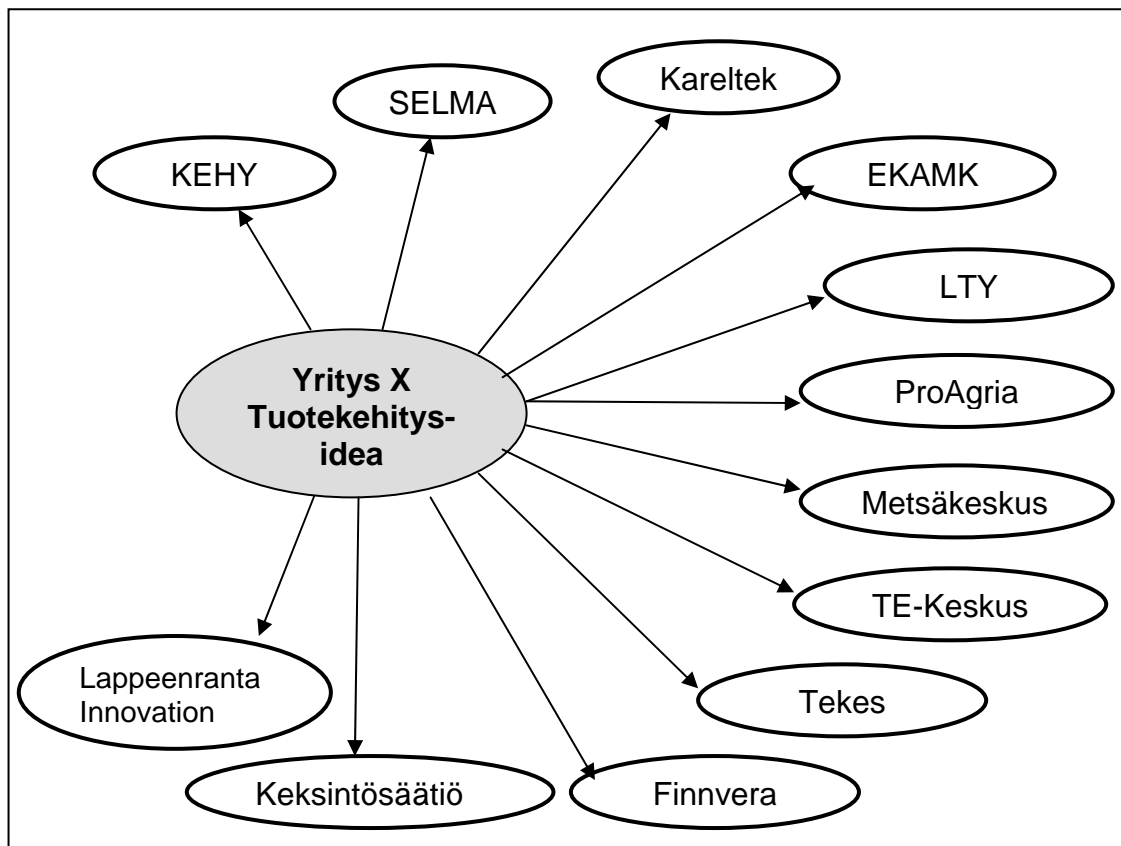 Kareltek
SELMA
KEHY
EKAMK
LTY
Yritys X
Tuotekehitys-
idea
ProAgria
Metsäkeskus
TE-Keskus
Lappeenranta
Innovation
Tekes
Keksintösäätiö
Finnvera